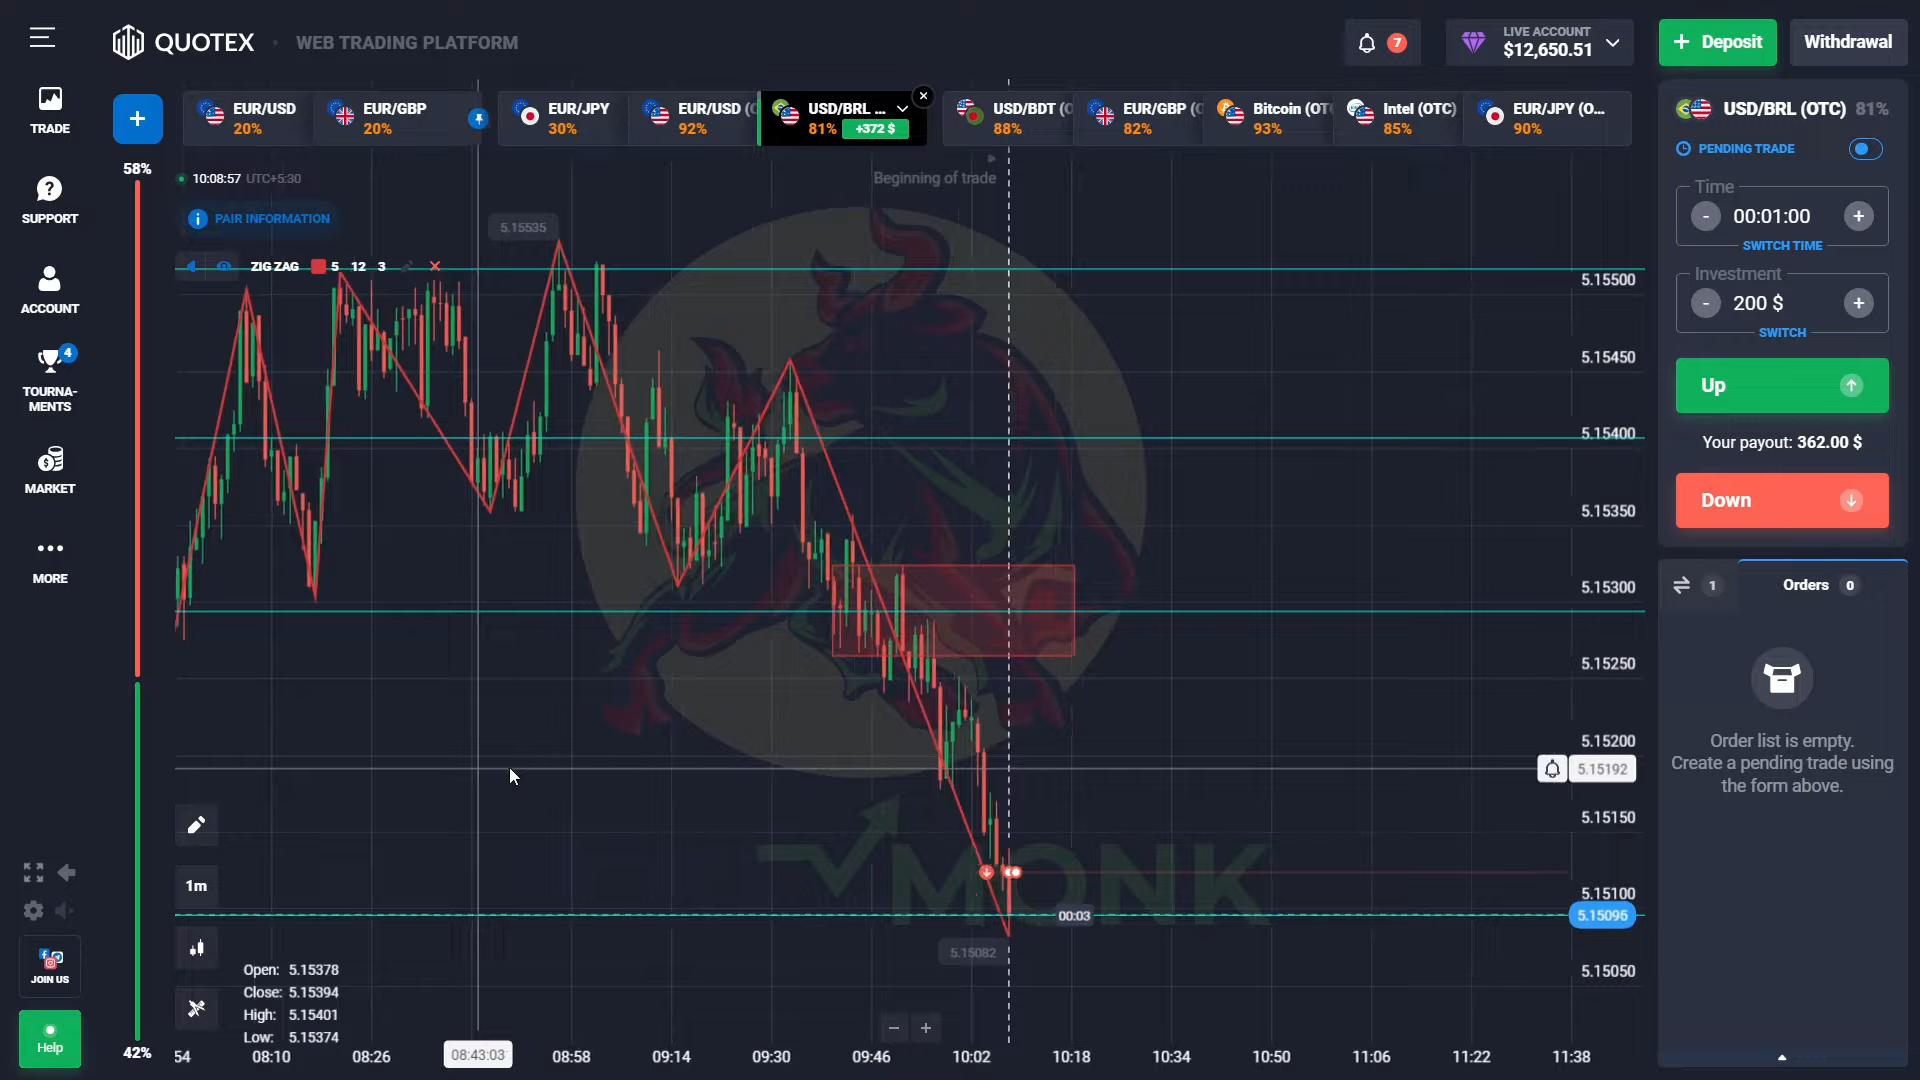 QUOTEX
WEB TRADING PLATFORM
7
LIVE ACCOUNT
$12,650.51
+ Deposit
Withdrawal
TRADE
SUPPORT
ACCOUNT
4
TOURNA-
MENTS
MARKET
MORE
JOIN US
Help
+
58%
42%
EUR/USD
20%
EUR/GBP
20%
EUR/JPY
30%
EUR/USD (
92%
USD/BRL ...
81% +372 $
USD/BDT (O
88%
EUR/GBP (
82%
Bitcoin (OT
93%
Intel (OTC)
85%
EUR/JPY (O...
90%
10:08:57 UTC+5:30
Beginning of trade
PAIR INFORMATION
5.15535
ZIG ZAG 5 12 3
5.15500
5.15450
5.15400
5.15350
5.15300
5.15250
5.15200
5.15192
5.15150
5.15100
5.15096
5.15050
MONK
00:03
5.15082
1m
Open: 5.15378
Close: 5.15394
High: 5.15401
Low: 5.15374
54 08:10 08:26 08:43:03 08:58 09:14 09:30 09:46 10:02 10:18 10:34 10:50 11:06 11:22 11:38
USD/BRL (OTC) 81%
PENDING TRADE
Time
- 00:01:00 +
SWITCH TIME
Investment
- 200 $ +
SWITCH
Up
Your payout: 362.00 $
Down
1
Orders 0
Order list is empty.
Create a pending trade using
the form above.